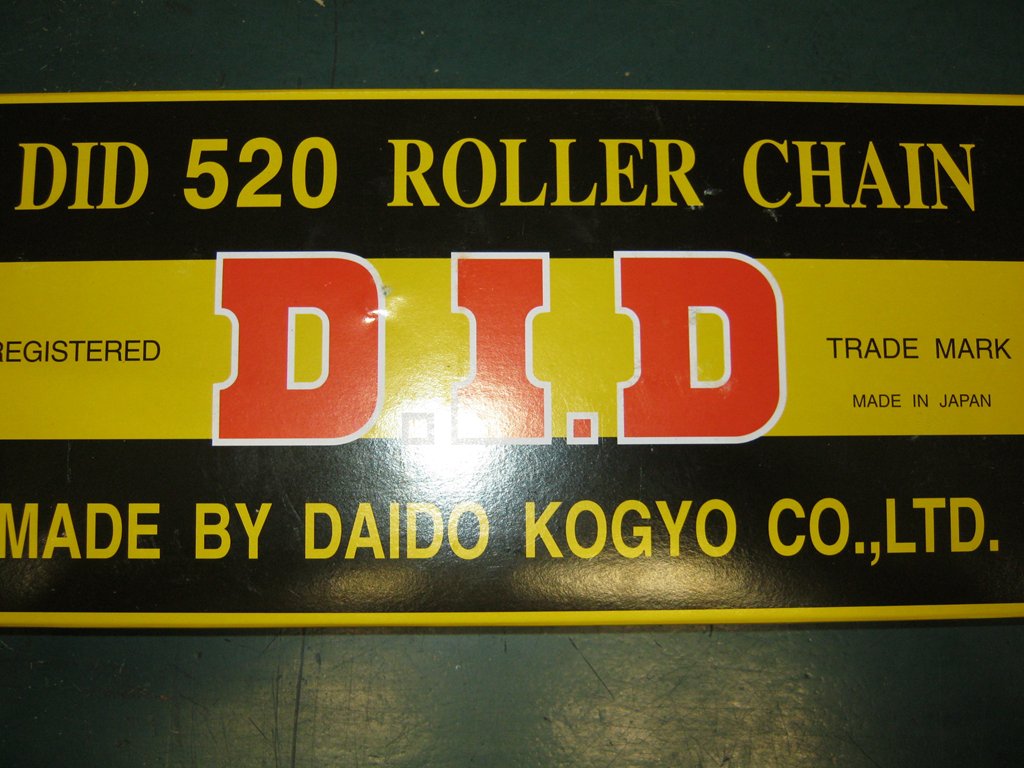 DID 520 ROLLER CHAIN
D.I.D
REGISTERED
TRADE MARK
MADE IN JAPAN
MADE BY DAIDO KOGYO CO.,LTD.